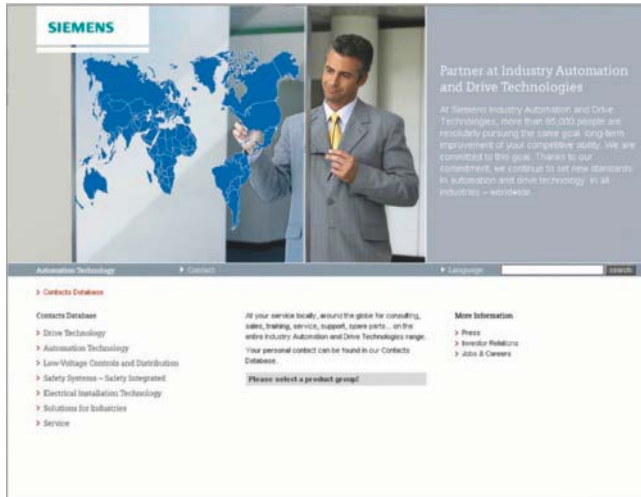 SIEMENS
Partner at Industry Automation
and Drive Technologies
At Siemens Industry Automation and Drive
Technologies, more than 85,000 people are
resolutely pursuing the same goal: long-term
improvement of your competitive ability. We are
committed to this goal. Thanks to our
commitment, we continue to set new standards
in automation and drive technology. In all
industries – worldwide.
Automation Technology
Contact
Language
search
Contacts Database
Contacts Database
Drive Technology
Automation Technology
Low-Voltage Controls and Distribution
Safety Systems – Safety Integrated
Electrical Installation Technology
Solutions for Industries
Service
At your service locally, around the globe for consulting,
sales, training, service, support, spare parts... on the
entire Industry Automation and Drive Technologies range.
Your personal contact can be found in our Contacts
Database.
Please select a product group!
More Information
Press
Investor Relations
Jobs & Careers